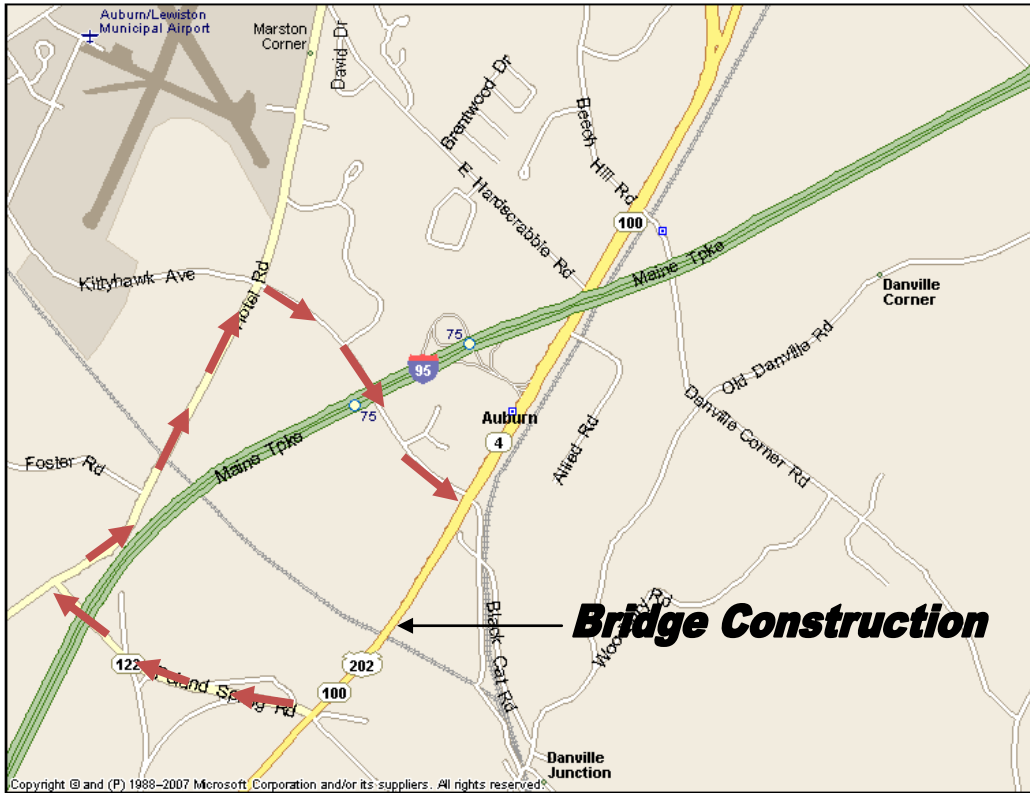 Auburn/Lewiston
Municipal Airport
Marston
Corner
David Dr
Brentwood Dr
Beech Hill Rd
E Hardscrabble Rd
100
Maine Tpke
Kittyhawk Ave
Hotel Rd
Danville
Corner
75
95
Old Danville Rd
75
Auburn
4
Danville Corner Rd
Allied Rd
Maine Tpke
Foster Rd
Black Cat Rd
Bridge Construction
122
202
Poland Spring Rd
100
Danville
Junction
Copyright © and (P) 1988–2007 Microsoft Corporation and/or its suppliers. All rights reserved.